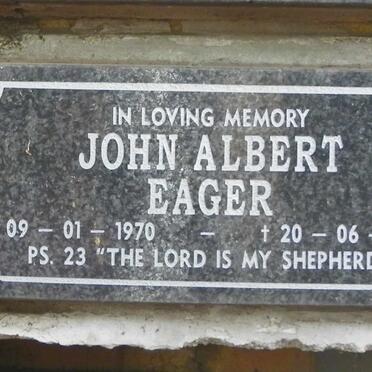 IN LOVING MEMORY
JOHN ALBERT
EAGER
09 – 01 – 1970 – † 20 – 06 –
PS. 23 "THE LORD IS MY SHEPHERD